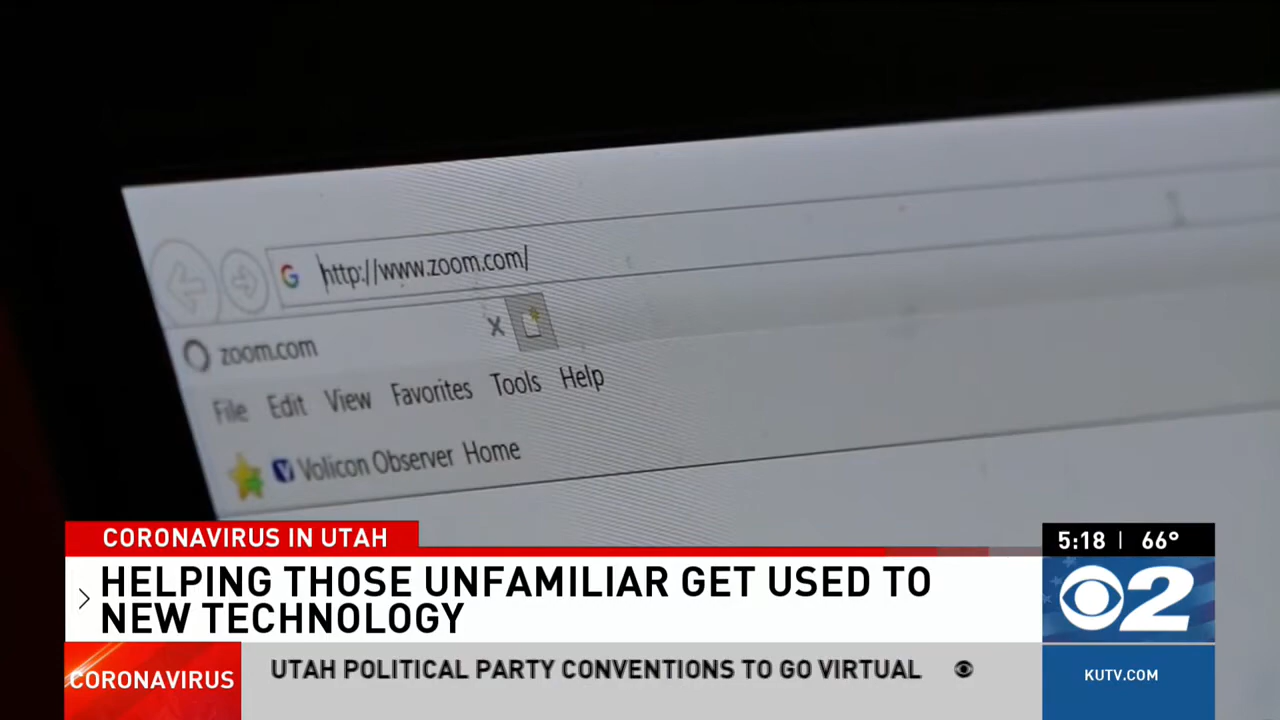 http://www.zoom.com/
zoom.com
File Edit View Favorites Tools Help
Volicon Observer Home
CORONAVIRUS IN UTAH
HELPING THOSE UNFAMILIAR GET USED TO
NEW TECHNOLOGY
5:18 | 66°
2
CORONAVIRUS
UTAH POLITICAL PARTY CONVENTIONS TO GO VIRTUAL
KUTV.COM